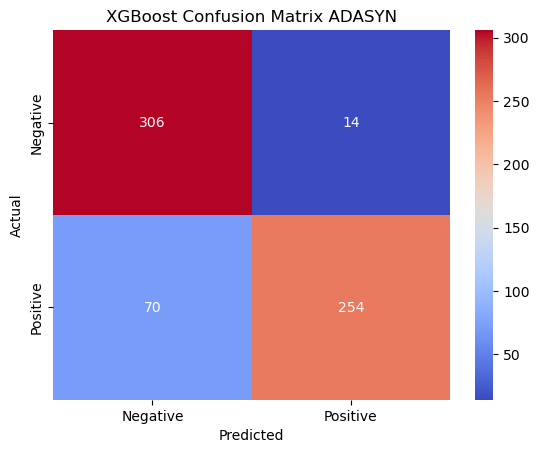 XGBoost Confusion Matrix ADASYN
Actual
Negative
306
14
Positive
70
254
Negative
Positive
Predicted
300
250
200
150
100
50